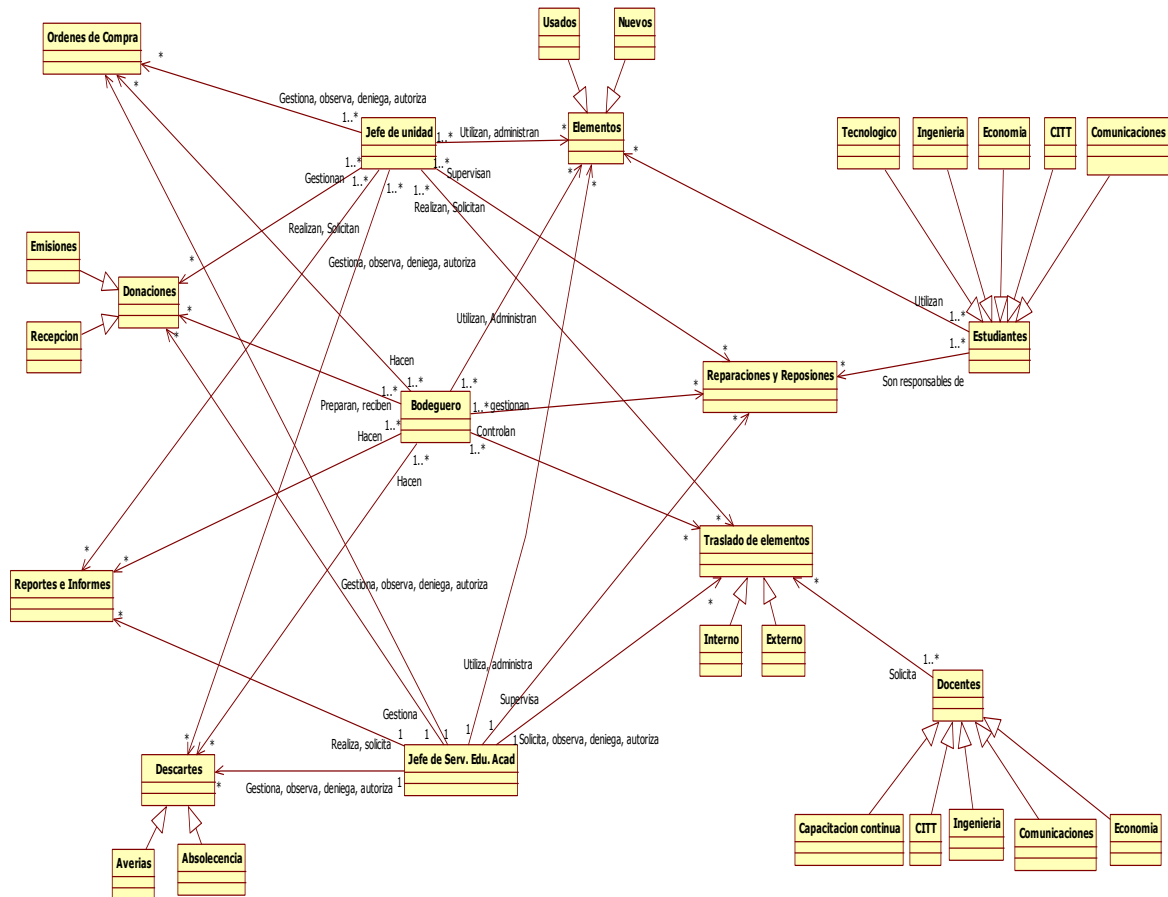 Usados
Nuevos
Ordenes de Compra
*
*
Gestiona, observa, deniega, autoriza
1..*
Jefe de unidad
1..*
Utilizan, administran
*
Elementos
*
*
*
Tecnologico
Ingenieria
Economia
CITT
Comunicaciones
Gestionan
1..*
1..*
1..*
1..*
1..*
Supervisan
Realizan, Solicitan
Realizan, Solicitan
Emisiones
Gestiona, observa, deniega, autoriza
*
Donaciones
*
*
Recepcion
Utilizan, Administran
Utilizan
1..*
1..*
Estudiantes
Hacen
*
*
Reparaciones y Reposiones
Son responsables de
1..*
1..*
Preparan, reciben
1..*
Bodeguero
1..*
gestionan
*
*
Hacen
1..*
Controlan
1..*
1..*
Hacen
*
*
*
Traslado de elementos
*
*
*
Reportes e Informes
*
Gestiona, observa, deniega, autoriza
Interno
Externo
1..*
Solicita
Docentes
Utiliza, administra
Supervisa
Gestiona
1
1
1
1
1
1
Solicita, observa, deniega, autoriza
Realiza, solicita
*
*
Descartes
*
Jefe de Serv. Edu. Acad
Gestiona, observa, deniega, autoriza
1
Averias
Absolecencia
Capacitacion continua
CITT
Ingenieria
Comunicaciones
Economia